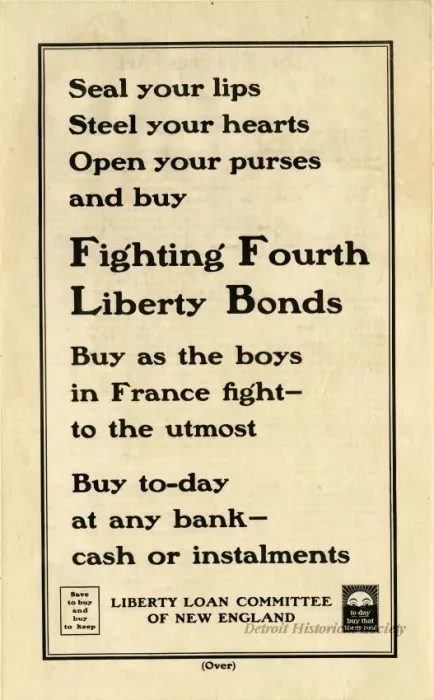 Seal your lips
Steel your hearts
Open your purses
and buy
Fighting Fourth
Liberty Bonds
Buy as the boys
in France fight—
to the utmost
Buy to-day
at any bank—
cash or instalments
Save
to buy
and
buy
to keep
LIBERTY LOAN COMMITTEE
OF NEW ENGLAND
to-day
buy that
liberty bond
Detroit Historical Society
(Over)